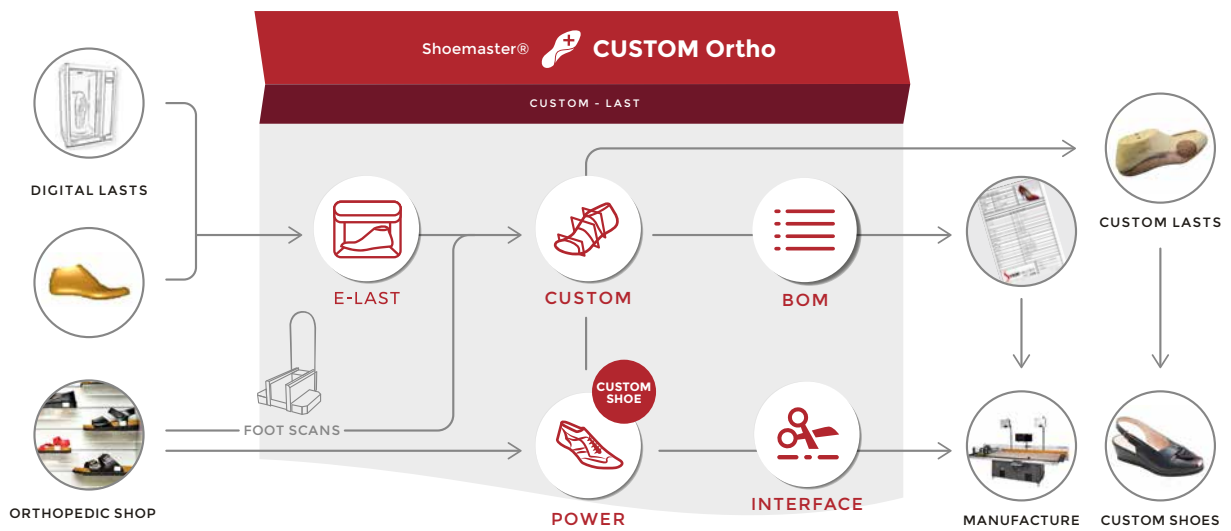 Shoemaster® CUSTOM Ortho
CUSTOM - LAST
DIGITAL LASTS
E-LAST
CUSTOM
BOM
CUSTOM LASTS
CUSTOM
SHOE
FOOT SCANS
ORTHOPEDIC SHOP
POWER
INTERFACE
MANUFACTURE
CUSTOM SHOES